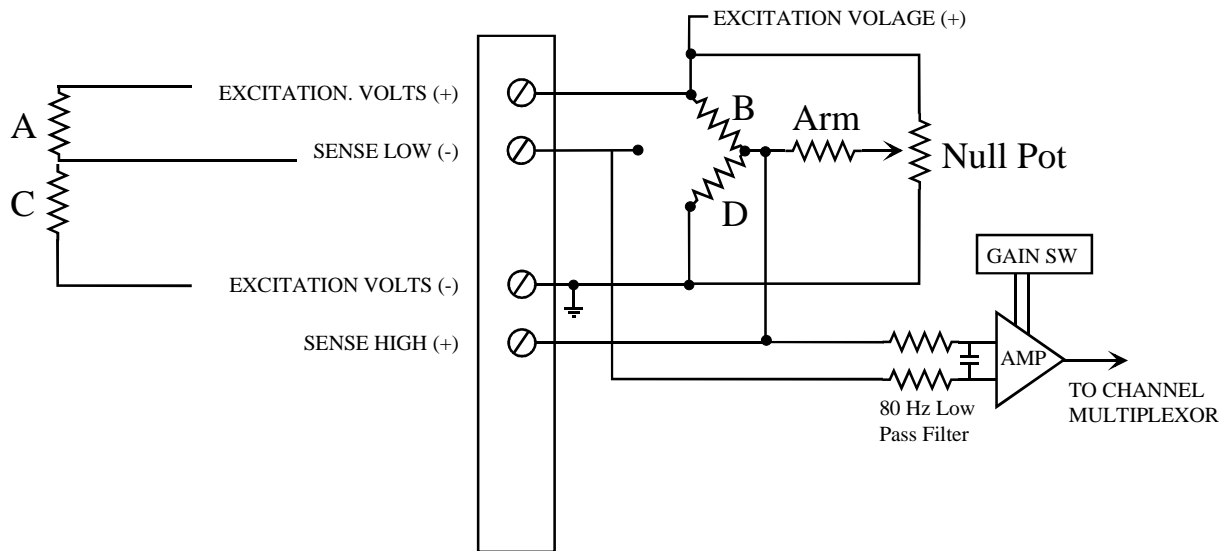 EXCITATION VOLAGE (+)
A
EXCITATION. VOLTS (+)
B
Arm
SENSE LOW (-)
Null Pot
C
D
GAIN SW
EXCITATION VOLTS (-)
SENSE HIGH (+)
AMP
80 Hz Low
Pass Filter
TO CHANNEL
MULTIPLEXOR